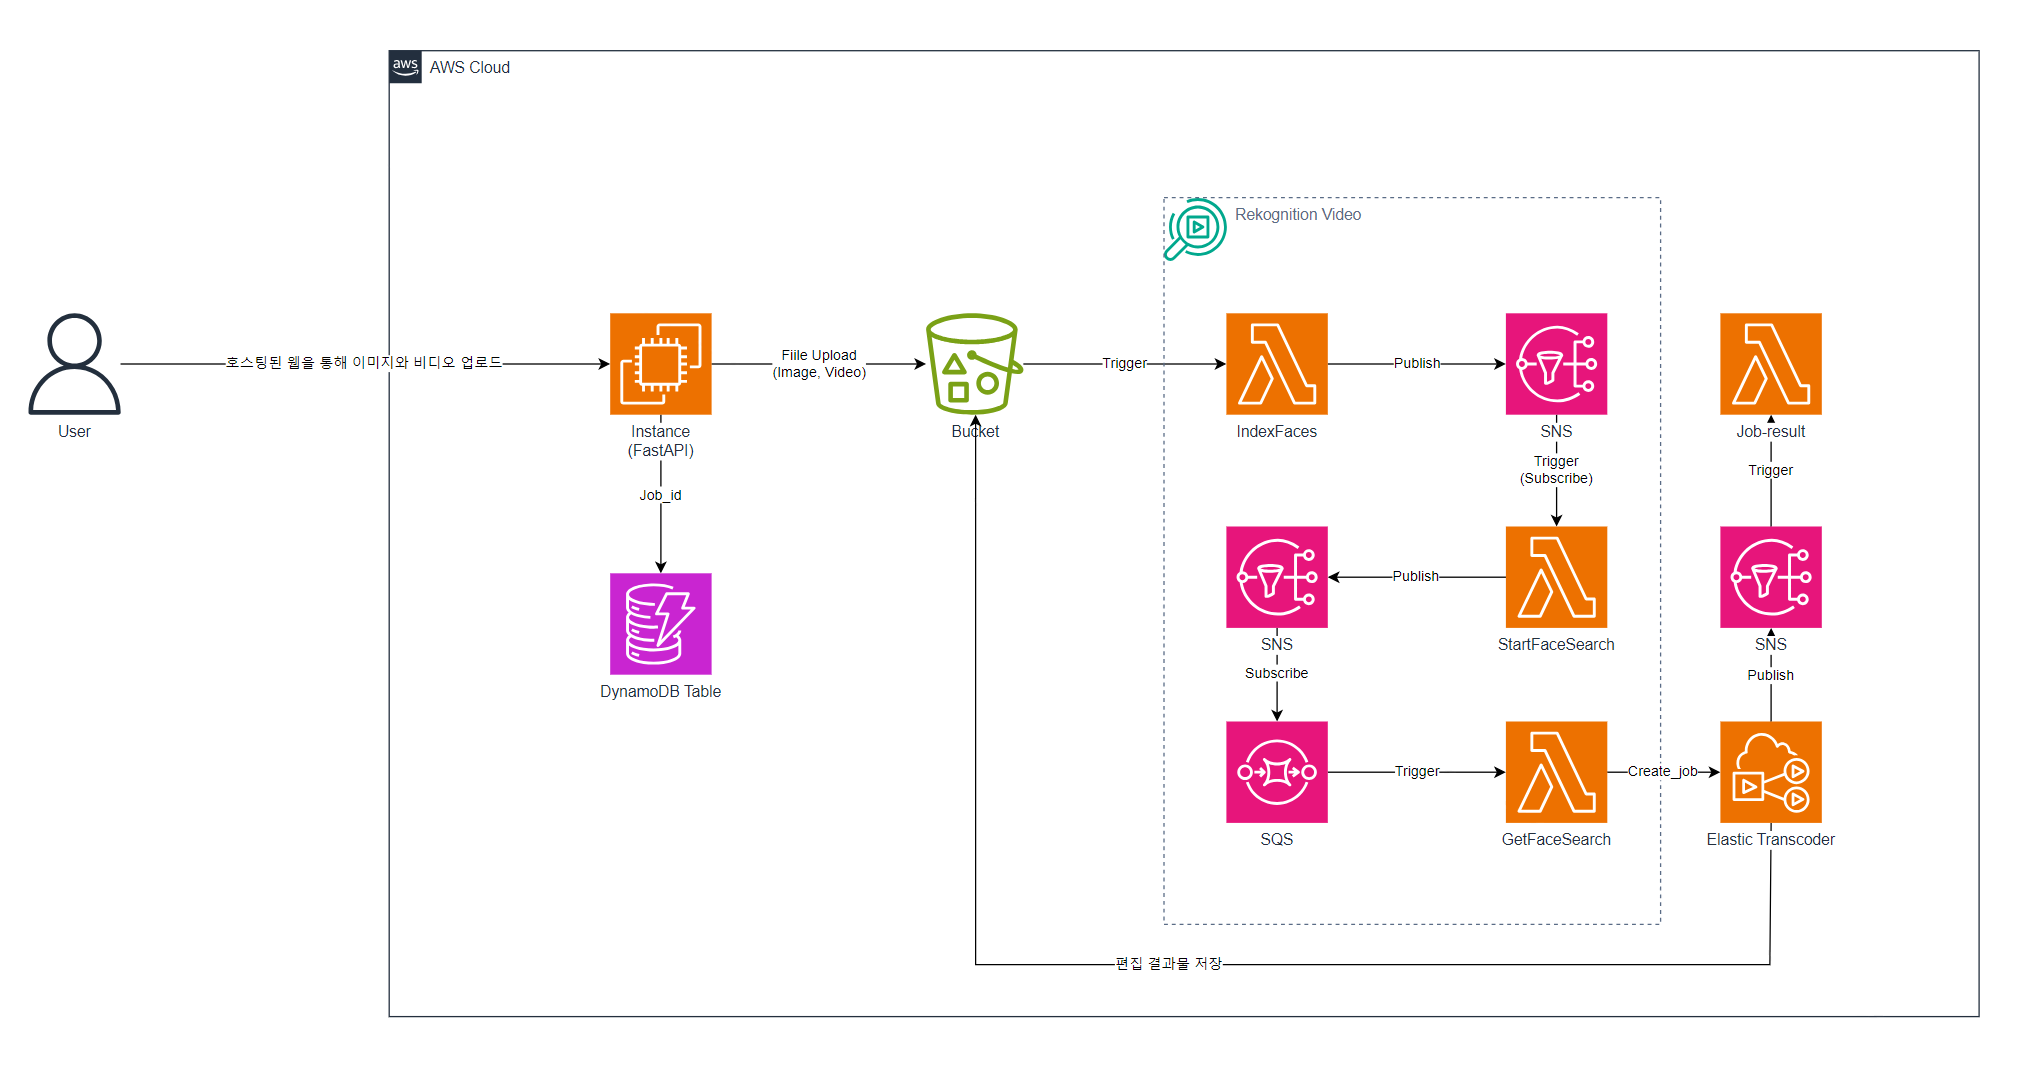 aws
AWS Cloud
Rekognition Video
호스팅된 웹을 통해 이미지와 비디오 업로드
Fiile Upload
(Image, Video)
Trigger
Publish
User
Instance
(FastAPI)
Bucket
IndexFaces
SNS
Job-result
Trigger
(Subscribe)
Trigger
Job_id
Publish
SNS
StartFaceSearch
SNS
Subscribe
Publish
DynamoDB Table
Trigger
Create_job
SQS
GetFaceSearch
Elastic Transcoder
편집 결과물 저장